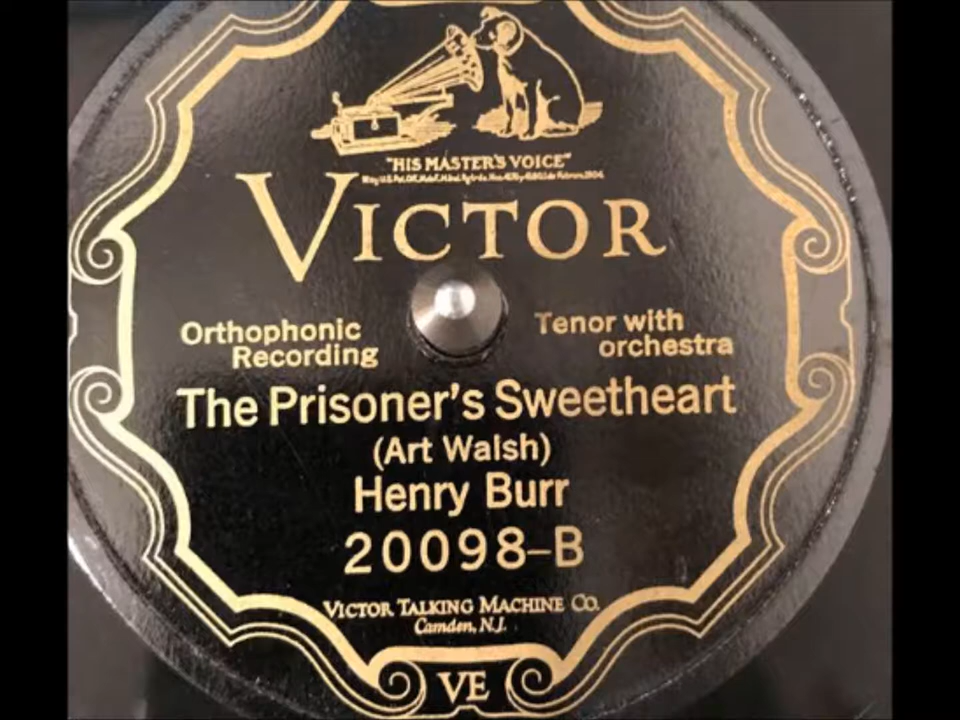 "HIS MASTER'S VOICE"
VICTOR
Orthophonic
Recording
Tenor with
orchestra
The Prisoner's Sweetheart
(Art Walsh)
Henry Burr
20098-B
VICTOR TALKING MACHINE CO.
Camden, N.J.
VE